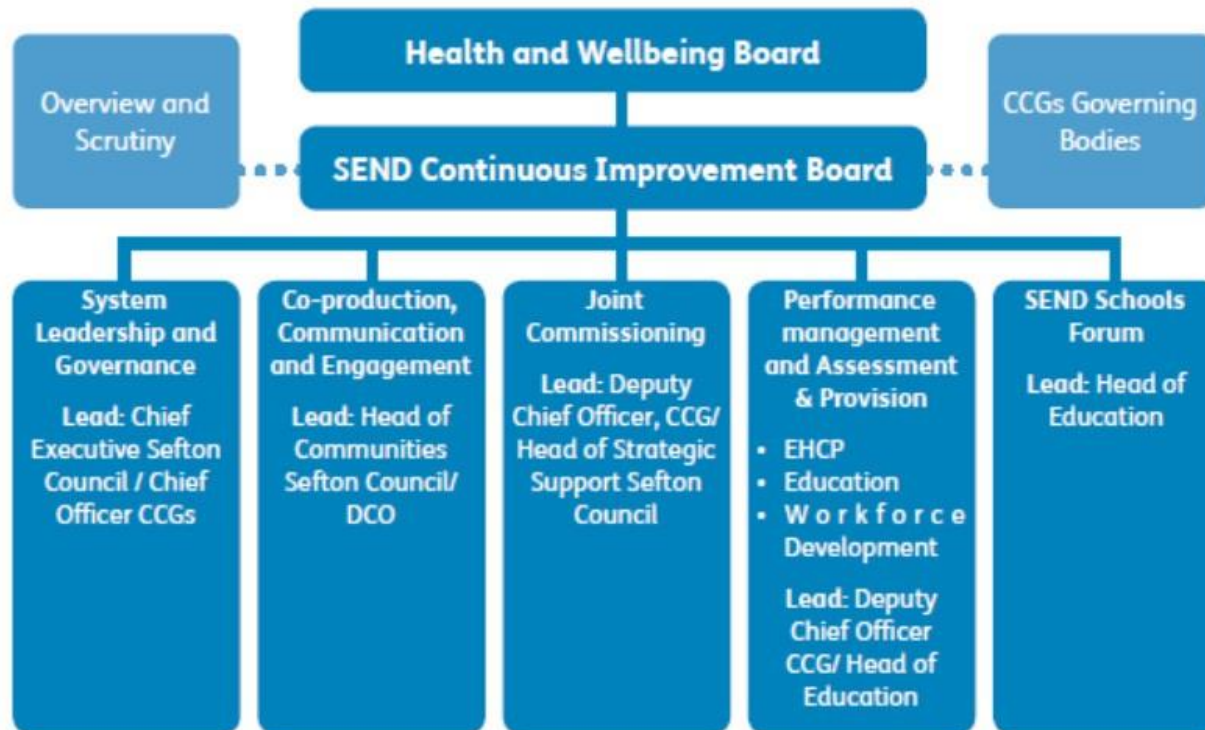 Health and Wellbeing Board
Overview and
Scrutiny
CCGs Governing
Bodies
SEND Continuous Improvement Board
System
Leadership and
Governance
Lead: Chief
Executive Sefton
Council / Chief
Officer CCGs
Co-production,
Communication
and Engagement
Lead: Head of
Communities
Sefton Council/
DCO
Joint
Commissioning
Lead: Deputy
Chief Officer, CCG/
Head of Strategic
Support Sefton
Council
Performance
management
and Assessment
& Provision
• EHCP
• Education
• W o r k f o r c e
Development
Lead: Deputy
Chief Officer
CCG/ Head of
Education
SEND Schools
Forum
Lead: Head of
Education